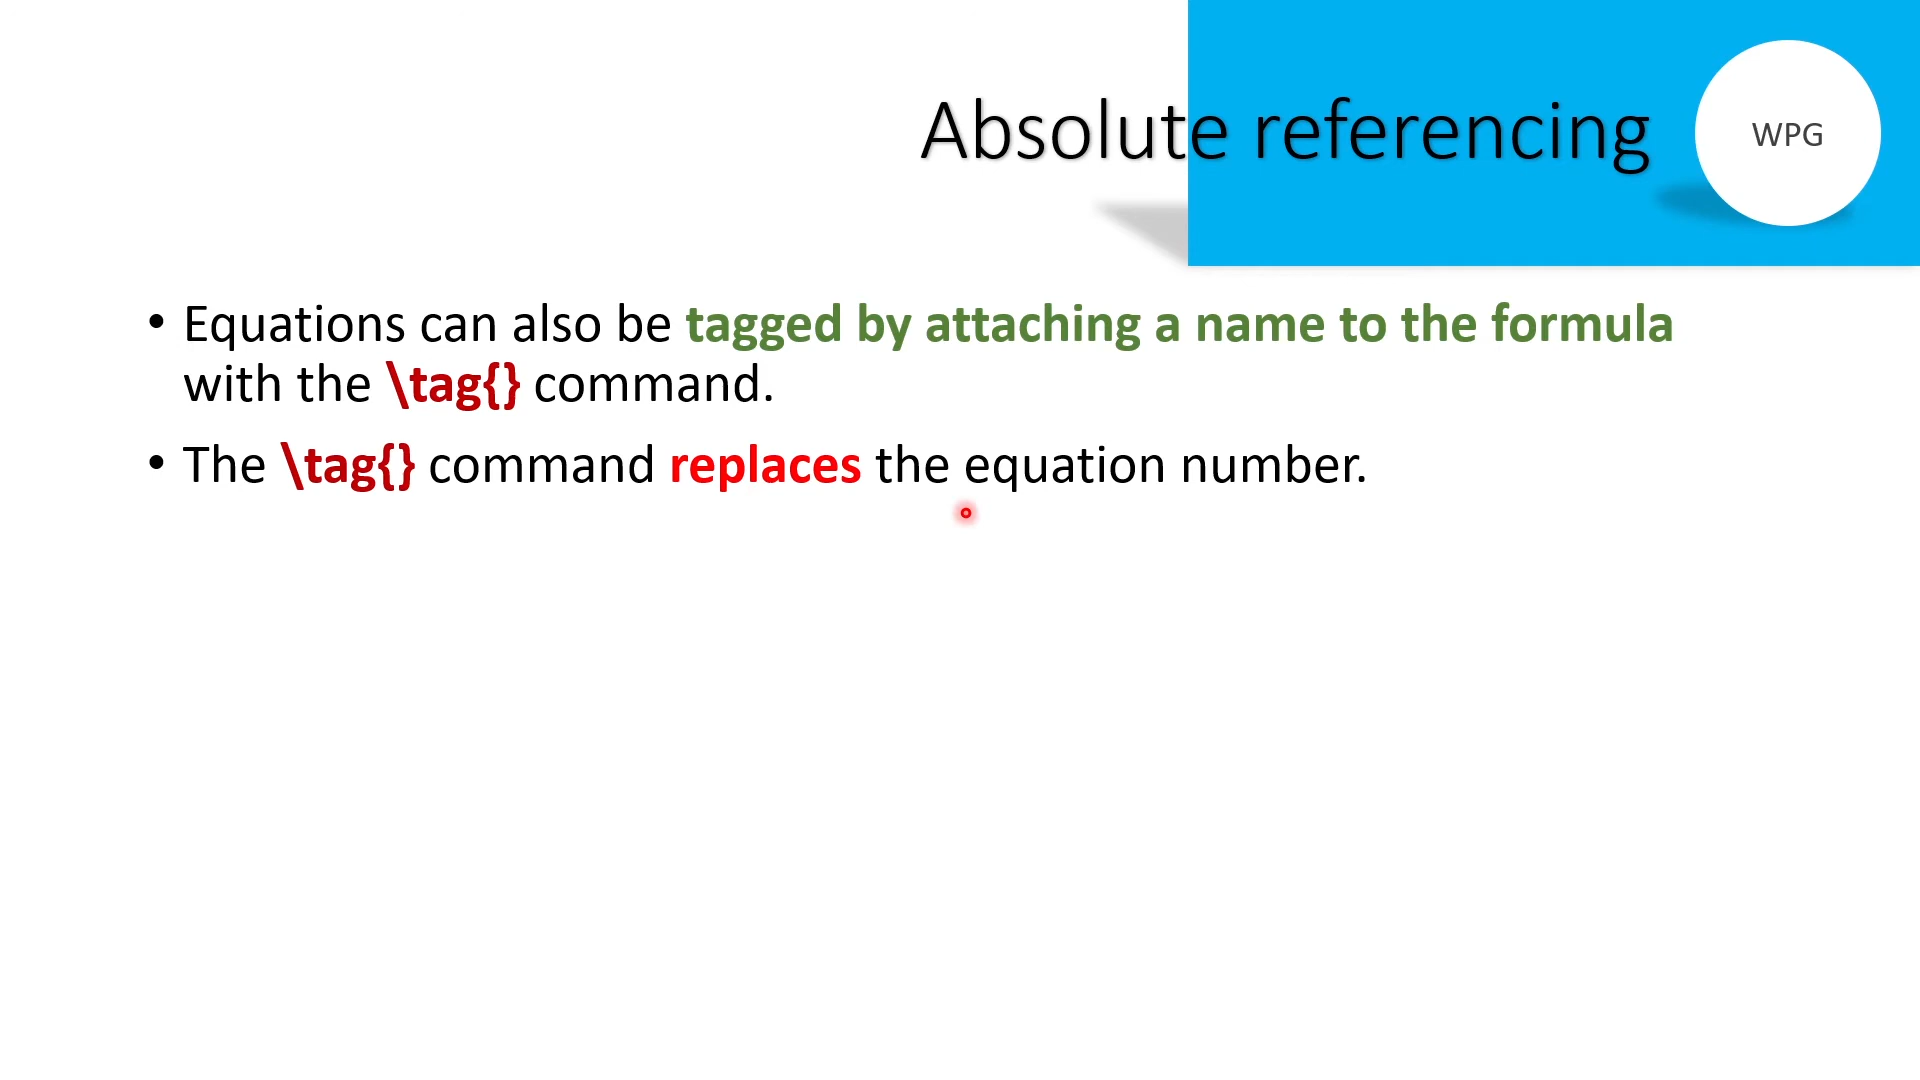 Absolute referencing
WPG
• Equations can also be tagged by attaching a name to the formula
with the \tag{} command.
• The \tag{} command replaces the equation number.